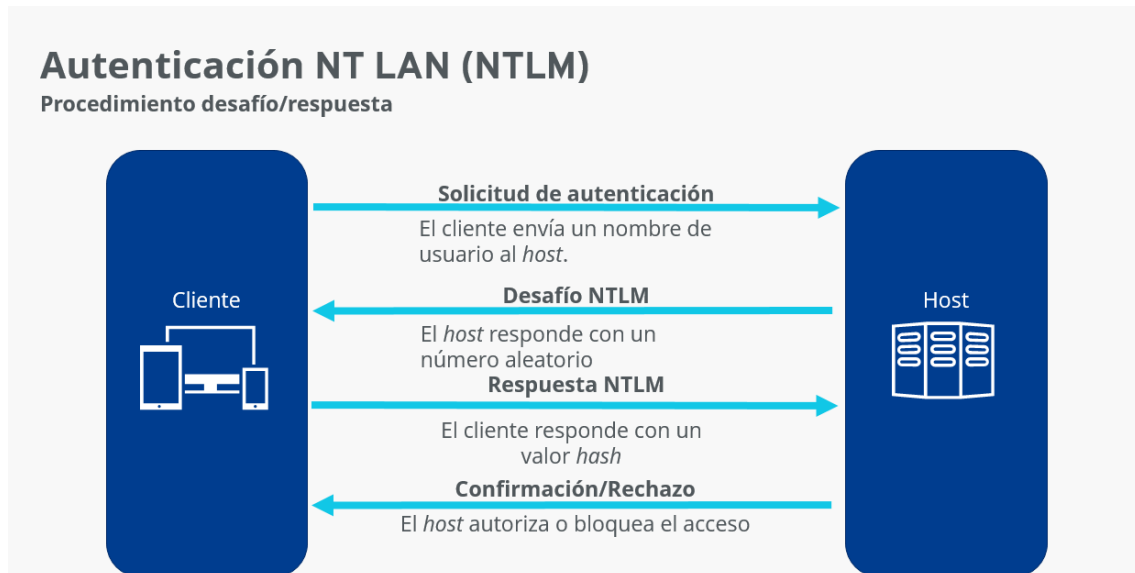 Autenticación NT LAN (NTLM)
Procedimiento desafío/respuesta
Solicitud de autenticación
El cliente envía un nombre de
usuario al host.
Cliente
Desafío NTLM
Host
El host responde con un
número aleatorio
Respuesta NTLM
El cliente responde con un
valor hash
Confirmación/Rechazo
El host autoriza o bloquea el acceso